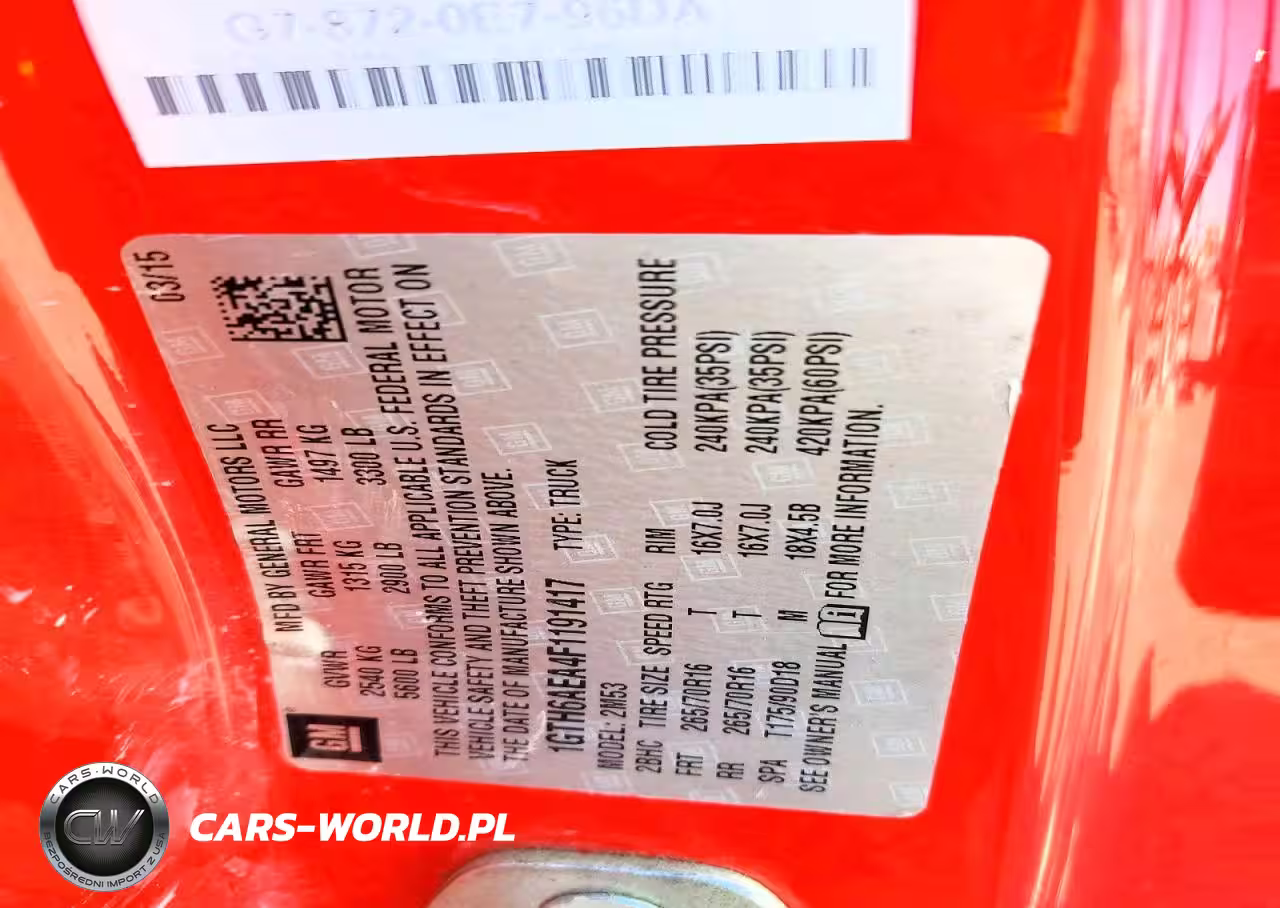 03/15
MFD BY GENERAL MOTORS LLC
GVWR GAWR FRT GAWR RR
2540 KG 1315 KG 1497 KG
5600 LB 2900 LB 3300 LB
THIS VEHICLE CONFORMS TO ALL APPLICABLE U.S. FEDERAL MOTOR
VEHICLE SAFETY AND THEFT PREVENTION STANDARDS IN EFFECT ON
THE DATE OF MANUFACTURE SHOWN ABOVE.
1GTH6AEA4F1191417 TYPE: TRUCK
MODEL: 2M53
2BHC TIRE SIZE SPEED RTG RIM COLD TIRE PRESSURE
FRT 265/70R16 T 16X7.0J 240KPA(35PSI)
RR 265/70R16 T 16X7.0J 240KPA(35PSI)
SPA T175/90D18 M 18X4.5B 420KPA(60PSI)
SEE OWNER'S MANUAL FOR MORE INFORMATION.
GM
CARS-WORLD
CW
BEZPOŚREDNI IMPORT Z USA
CARS-WORLD.PL